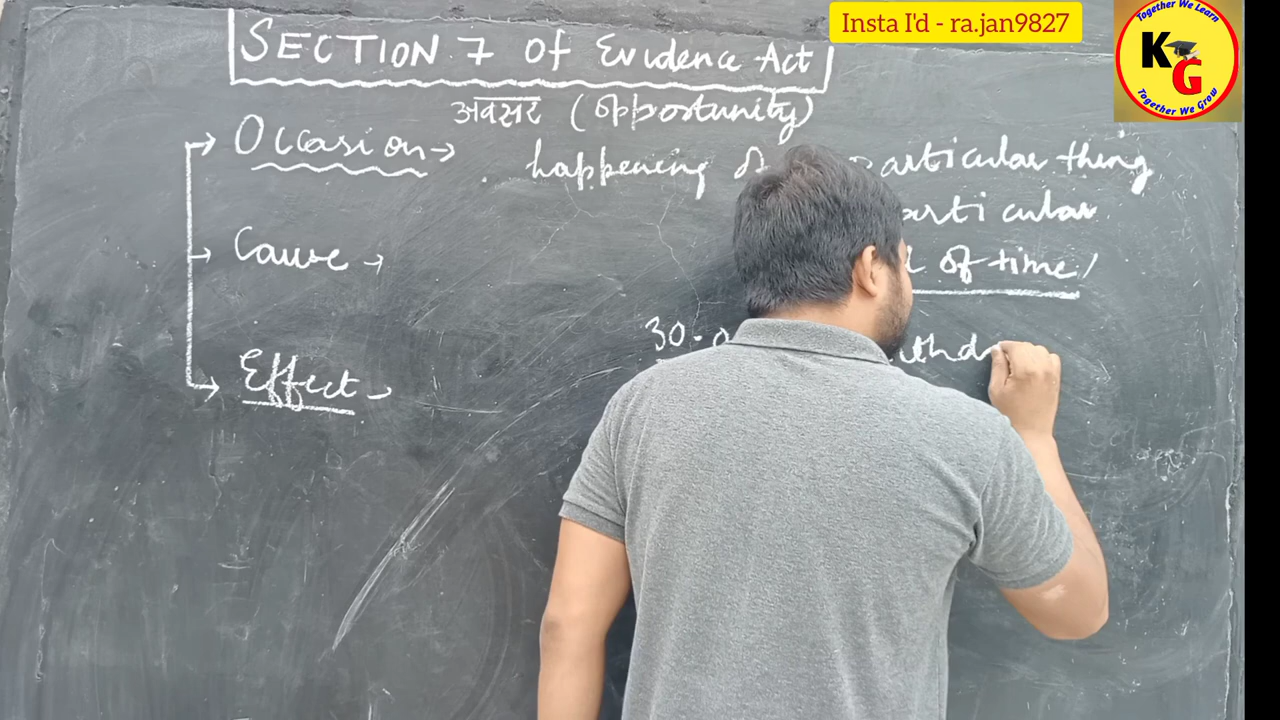 Insta I'd - ra.jan9827
Together We Learn
KG
Together We Grow
SECTION 7 of Evidence Act
अवसर (Opportunity)
Occasion → happening of particular thing
particular
of time/
Cause →
30.
Effect →